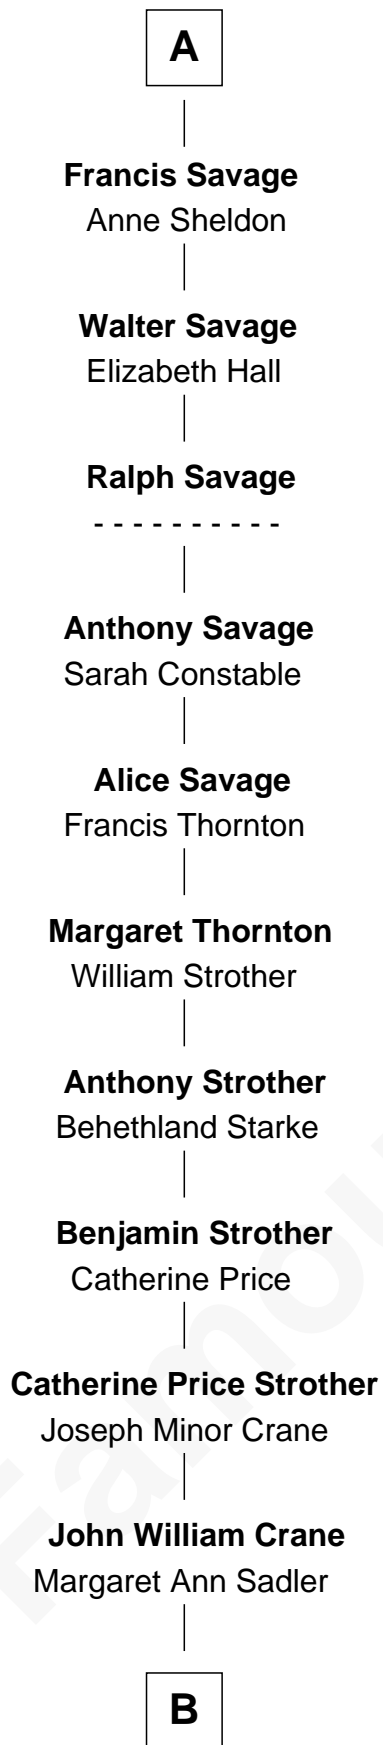 A
Francis Savage
Anne Sheldon
Walter Savage
Elizabeth Hall
Ralph Savage
- - - - - - - - - -
Anthony Savage
Sarah Constable
Alice Savage
Francis Thornton
Margaret Thornton
William Strother
Anthony Strother
Behethland Starke
Benjamin Strother
Catherine Price
Catherine Price Strother
Joseph Minor Crane
John William Crane
Margaret Ann Sadler
B